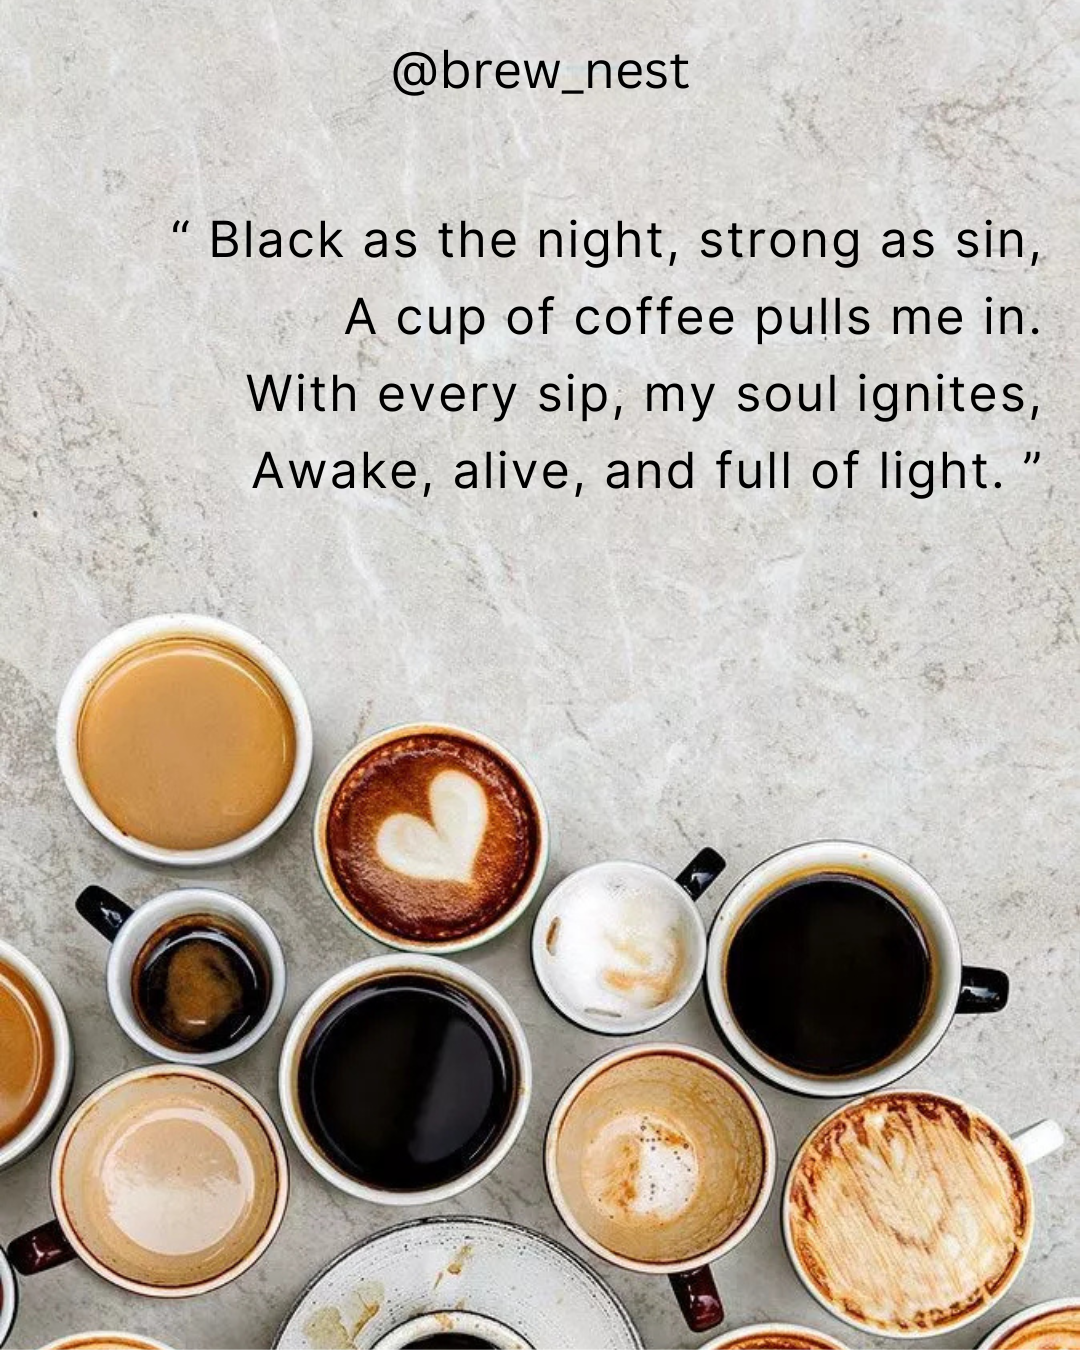 @brew_nest
“ Black as the night, strong as sin,
A cup of coffee pulls me in.
With every sip, my soul ignites,
Awake, alive, and full of light. ”